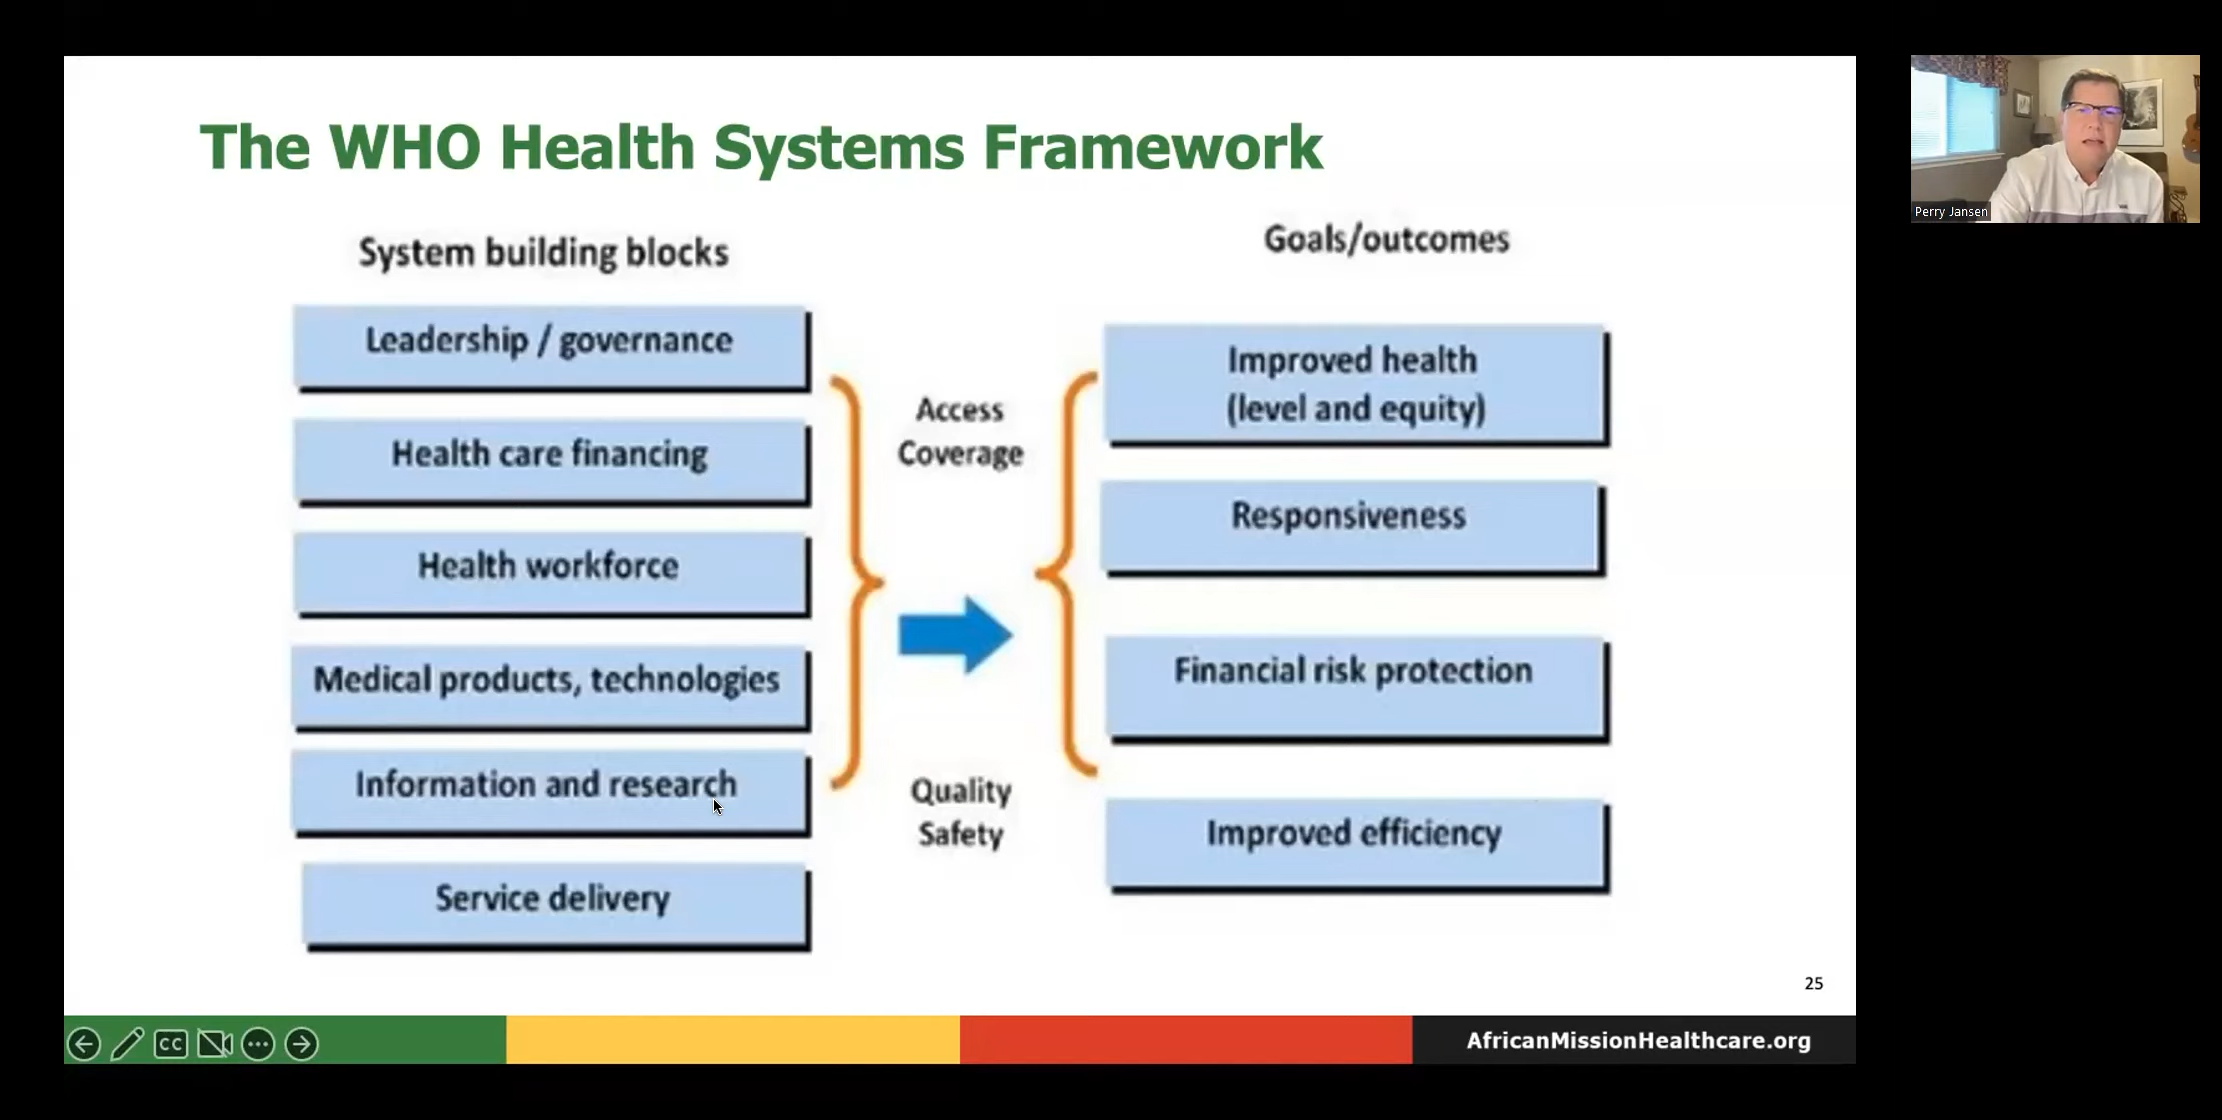 The WHO Health Systems Framework
System building blocks
Leadership / governance
Health care financing
Health workforce
Medical products, technologies
Information and research
Service delivery
Access
Coverage
Quality
Safety
Goals/outcomes
Improved health
(level and equity)
Responsiveness
Financial risk protection
Improved efficiency
25
CC
AfricanMissionHealthcare.org
Perry Jansen